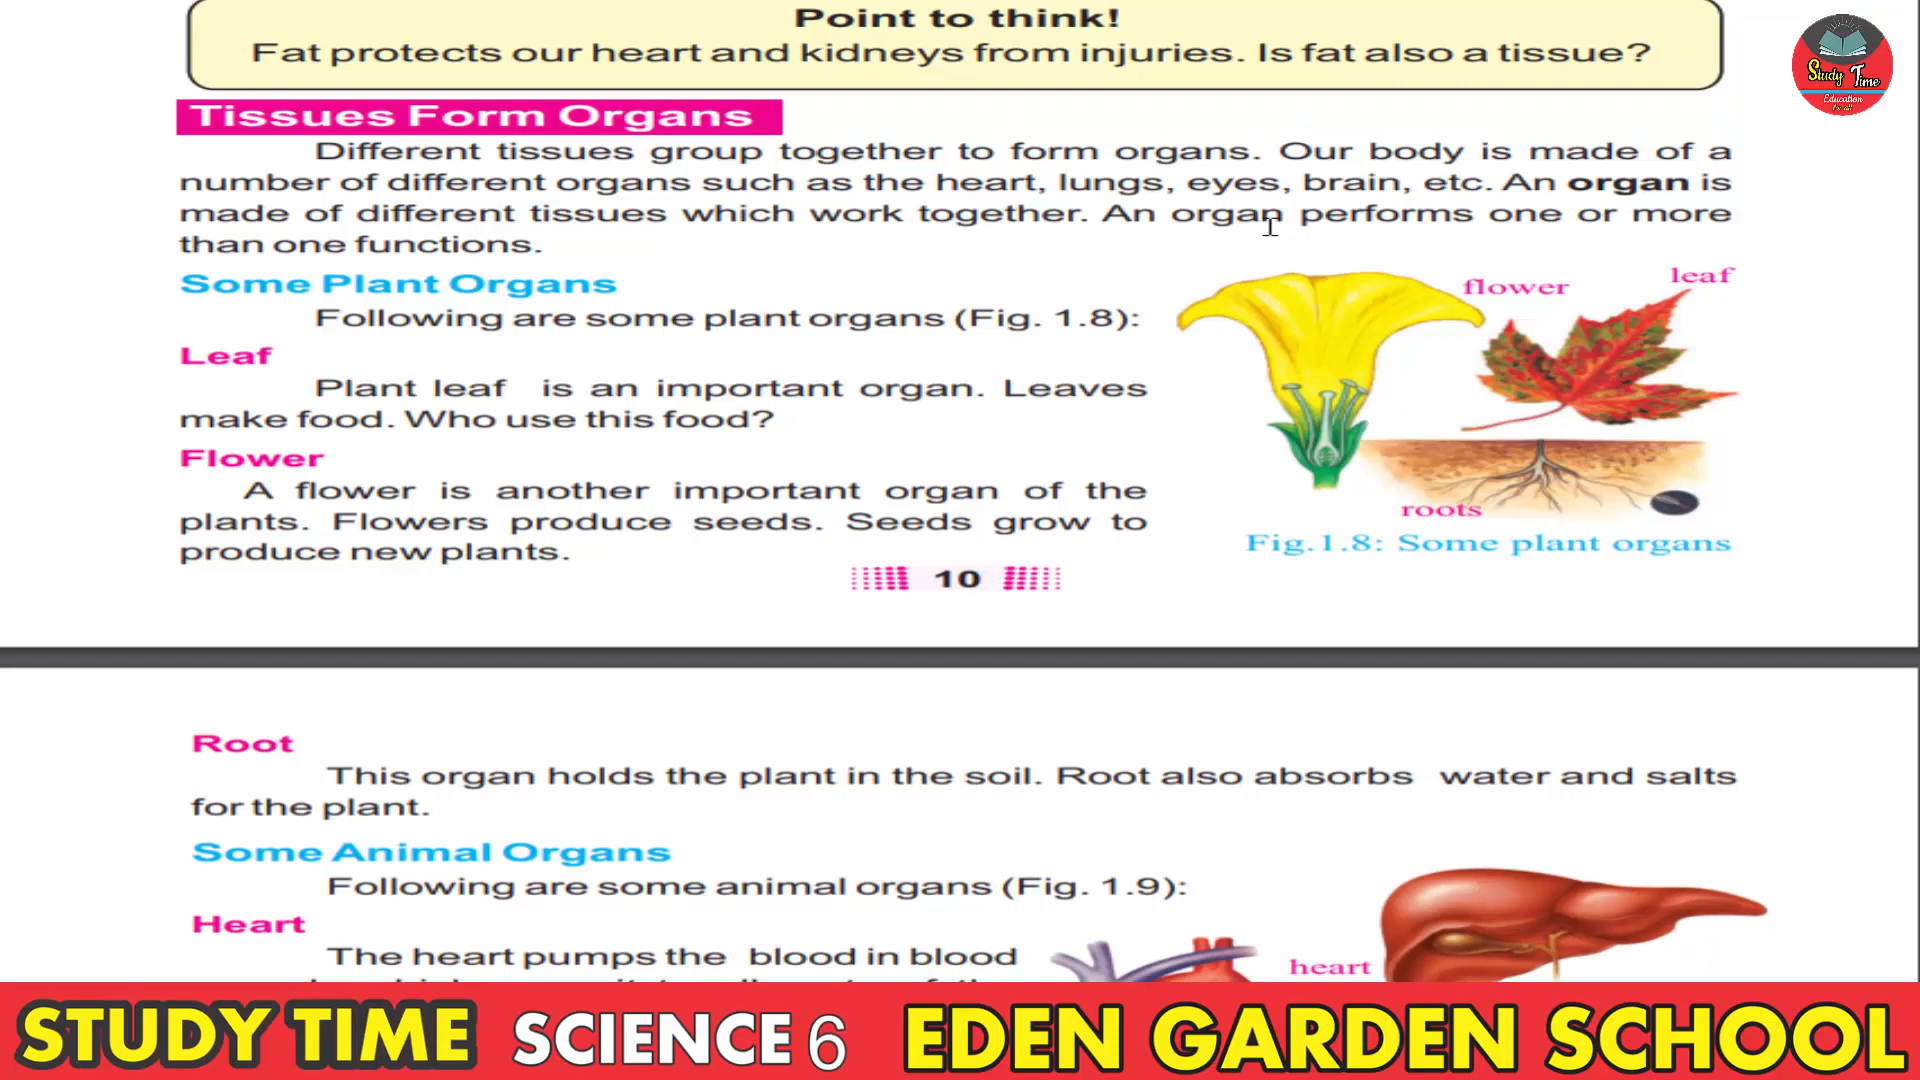 Point to think!
Fat protects our heart and kidneys from injuries. Is fat also a tissue?
Study Time
Education
Tissues Form Organs
Different tissues group together to form organs. Our body is made of a
number of different organs such as the heart, lungs, eyes, brain, etc. An organ is
made of different tissues which work together. An organ performs one or more
than one functions.
Some Plant Organs
Following are some plant organs (Fig. 1.8):
Leaf
Plant leaf is an important organ. Leaves
make food. Who use this food?
Flower
A flower is another important organ of the
plants. Flowers produce seeds. Seeds grow to
produce new plants.
flower
leaf
roots
Fig.1.8: Some plant organs
10
Root
This organ holds the plant in the soil. Root also absorbs water and salts
for the plant.
Some Animal Organs
Following are some animal organs (Fig. 1.9):
Heart
The heart pumps the blood in blood
heart
STUDY TIME SCIENCE 6 EDEN GARDEN SCHOOL